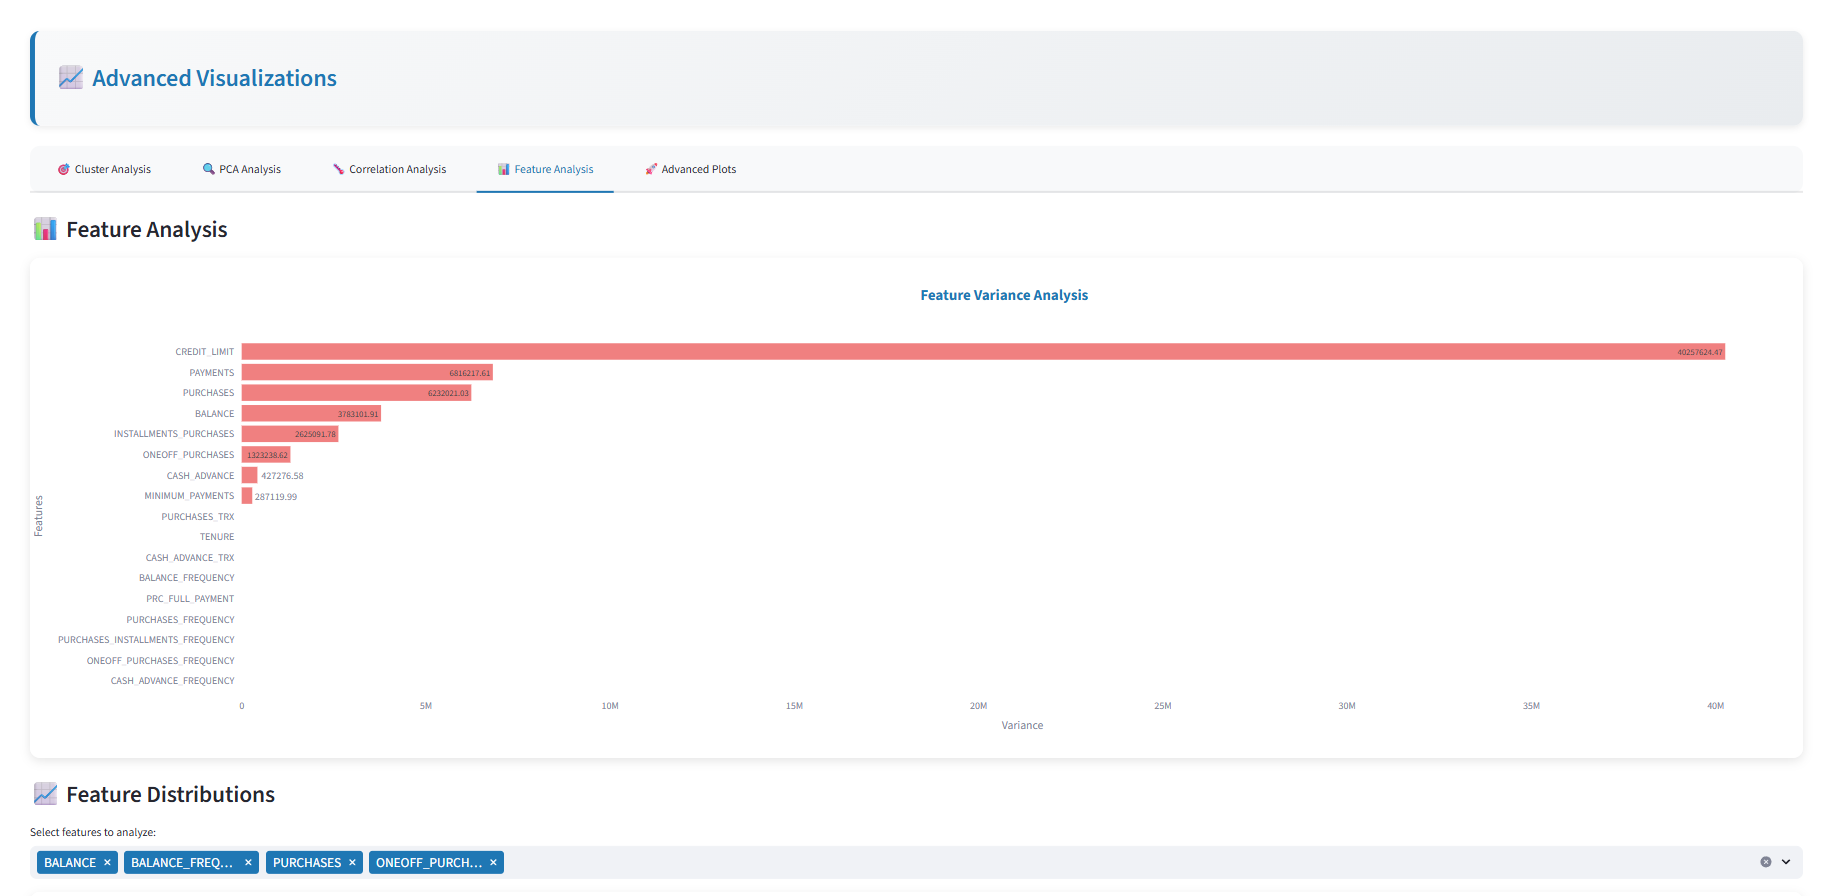 Advanced Visualizations
Cluster Analysis PCA Analysis Correlation Analysis Feature Analysis Advanced Plots
Feature Analysis
Feature Variance Analysis
CREDIT_LIMIT 40257624.47
PAYMENTS 6816217.61
PURCHASES 6232021.03
BALANCE 3783101.91
INSTALLMENTS_PURCHASES 2625091.78
ONEOFF_PURCHASES 1323238.62
CASH_ADVANCE 427276.58
MINIMUM_PAYMENTS 287119.99
PURCHASES_TRX
TENURE
CASH_ADVANCE_TRX
BALANCE_FREQUENCY
PRC_FULL_PAYMENT
PURCHASES_FREQUENCY
PURCHASES_INSTALLMENTS_FREQUENCY
ONEOFF_PURCHASES_FREQUENCY
CASH_ADVANCE_FREQUENCY
Features
0 5M 10M 15M 20M 25M 30M 35M 40M
Variance
Feature Distributions
Select features to analyze:
BALANCE × BALANCE_FREQ... × PURCHASES × ONEOFF_PURCH... ×